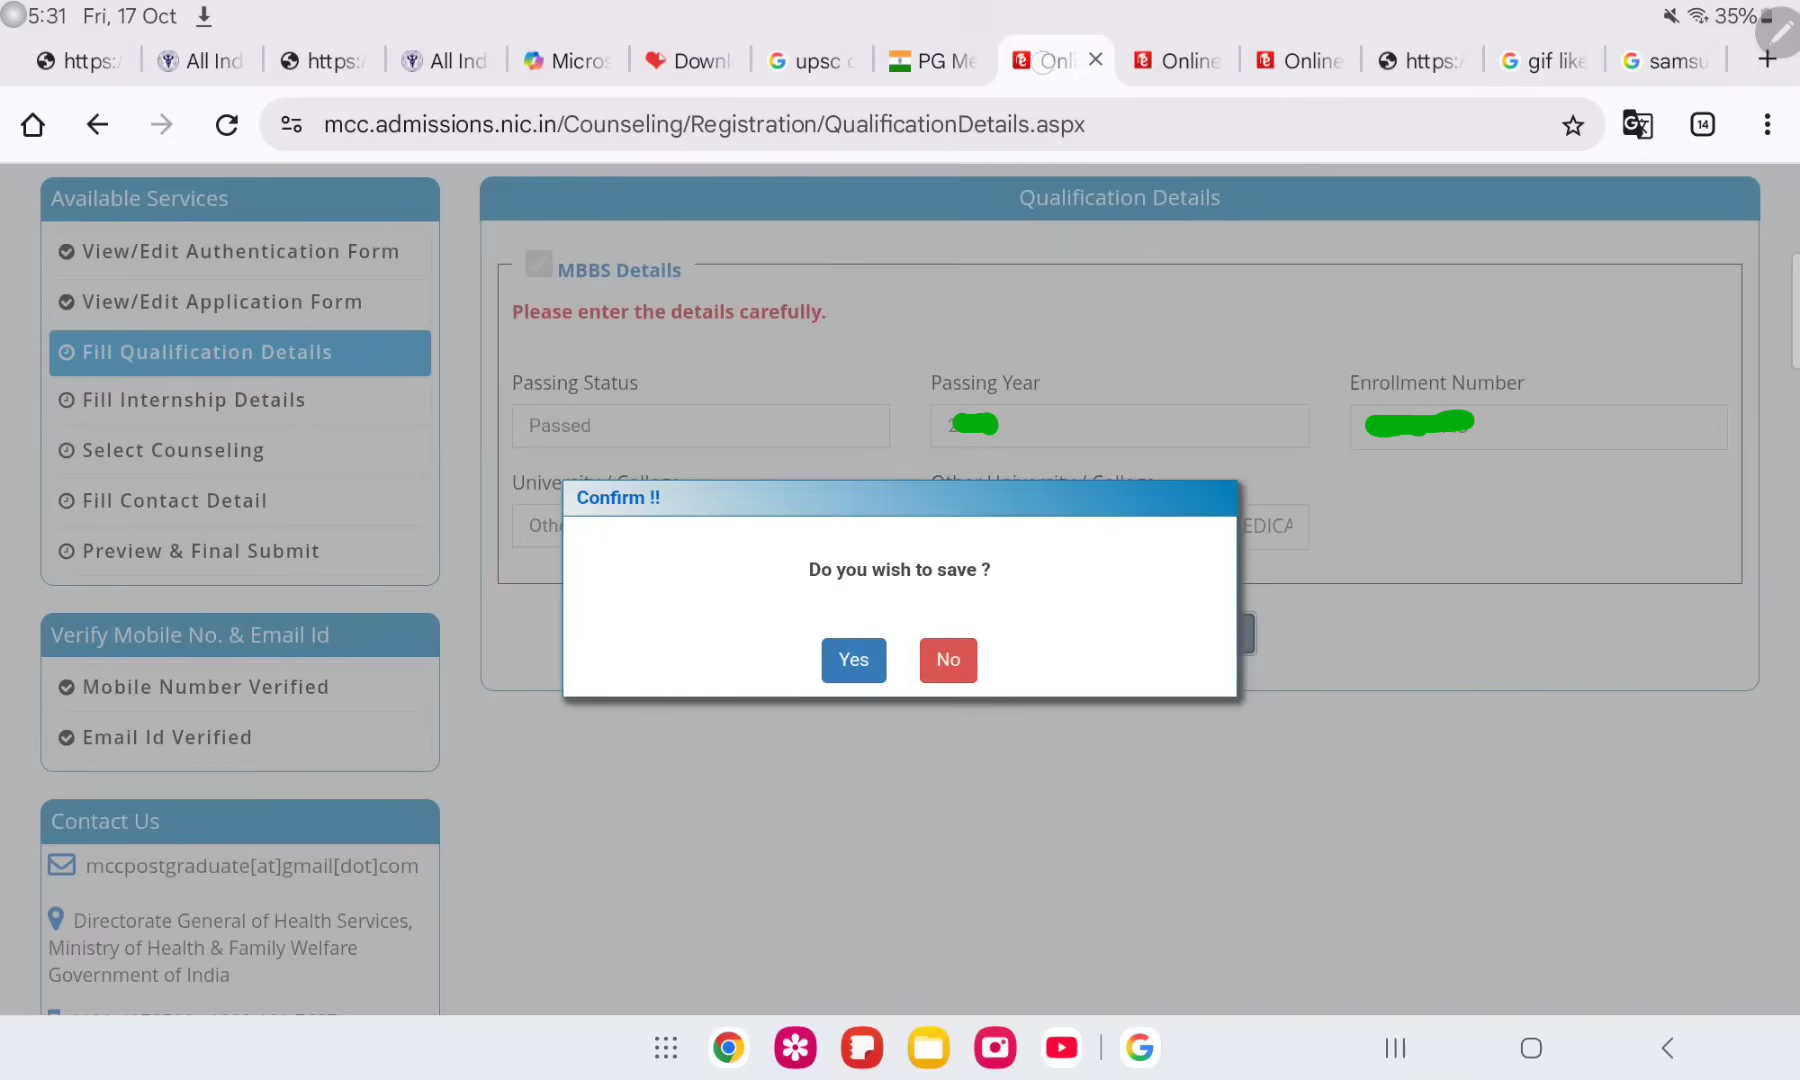 5:31 Fri, 17 Oct
35%
https:/
All Ind
https:/
All Ind
Micros
Downl
upsc c
PG Me
Onli
Online
Online
https:/
gif like
samsu
mcc.admissions.nic.in/Counseling/Registration/QualificationDetails.aspx
14
Available Services
View/Edit Authentication Form
View/Edit Application Form
Fill Qualification Details
Fill Internship Details
Select Counseling
Fill Contact Detail
Preview & Final Submit
Verify Mobile No. & Email Id
Mobile Number Verified
Email Id Verified
Contact Us
mccpostgraduate[at]gmail[dot]com
Directorate General of Health Services,
Ministry of Health & Family Welfare
Government of India
Qualification Details
MBBS Details
Please enter the details carefully.
Passing Status
Passing Year
Enrollment Number
Passed
EDICA
Confirm !!
Do you wish to save ?
Yes
No